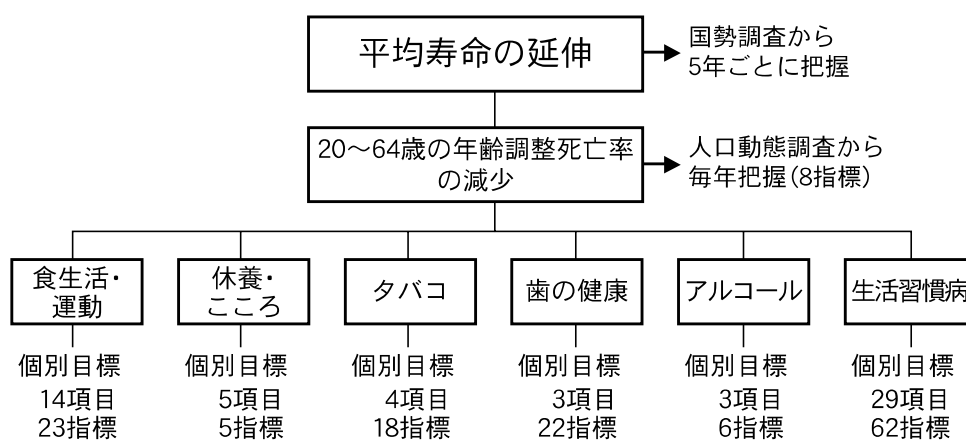 平均寿命の延伸
国勢調査から
5年ごとに把握
20〜64歳の年齢調整死亡率
の減少
人口動態調査から
毎年把握(8指標)
食生活・
運動
休養・
こころ
タバコ
歯の健康
アルコール
生活習慣病
個別目標
14項目
23指標
個別目標
5項目
5指標
個別目標
4項目
18指標
個別目標
3項目
22指標
個別目標
3項目
6指標
個別目標
29項目
62指標